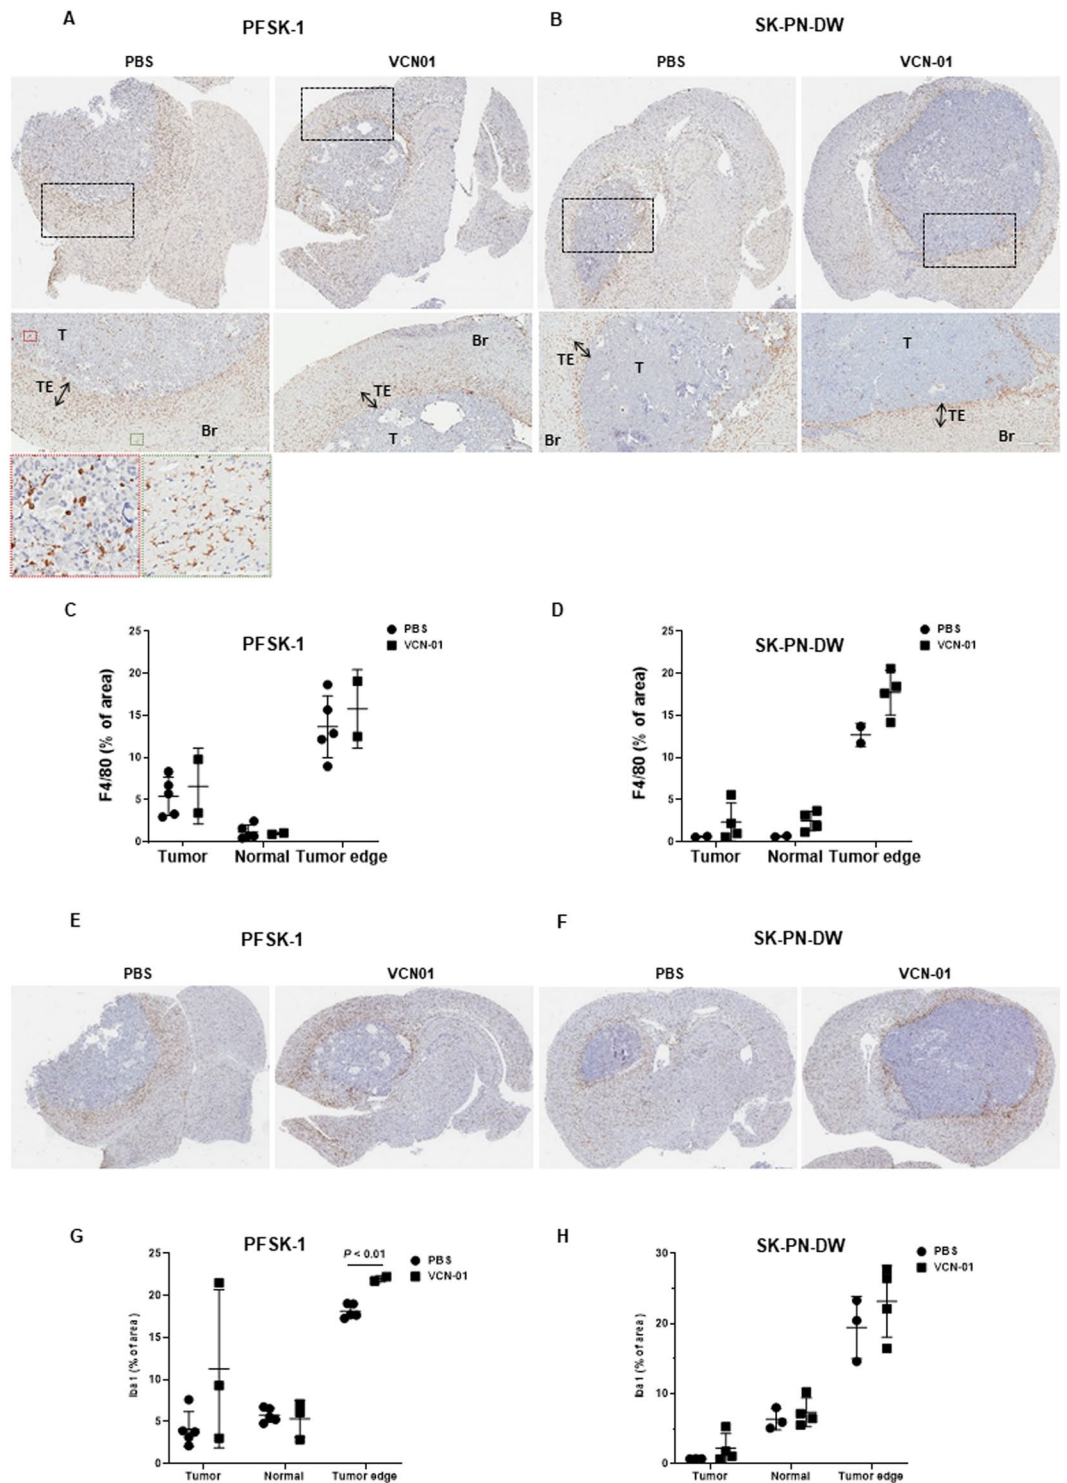 A
PFSK-1
B
SK-PN-DW
PBS
VCN01
PBS
VCN-01
T
TE
Br
Br
TE
T
TE
T
Br
T
TE
Br
C
PFSK-1
PBS
VCN-01
F4/80 (% of area)
25
20
15
10
5
0
Tumor
Normal
Tumor edge
D
SK-PN-DW
PBS
VCN-01
F4/80 (% of area)
25
20
15
10
5
0
Tumor
Normal
Tumor edge
E
PFSK-1
F
SK-PN-DW
PBS
VCN01
PBS
VCN-01
G
PFSK-1
P < 0.01
PBS
VCN-01
Iba1 (% of area)
25
20
15
10
5
0
Tumor
Normal
Tumor edge
H
SK-PN-DW
PBS
VCN-01
Iba1 (% of area)
30
20
10
0
Tumor
Normal
Tumor edge